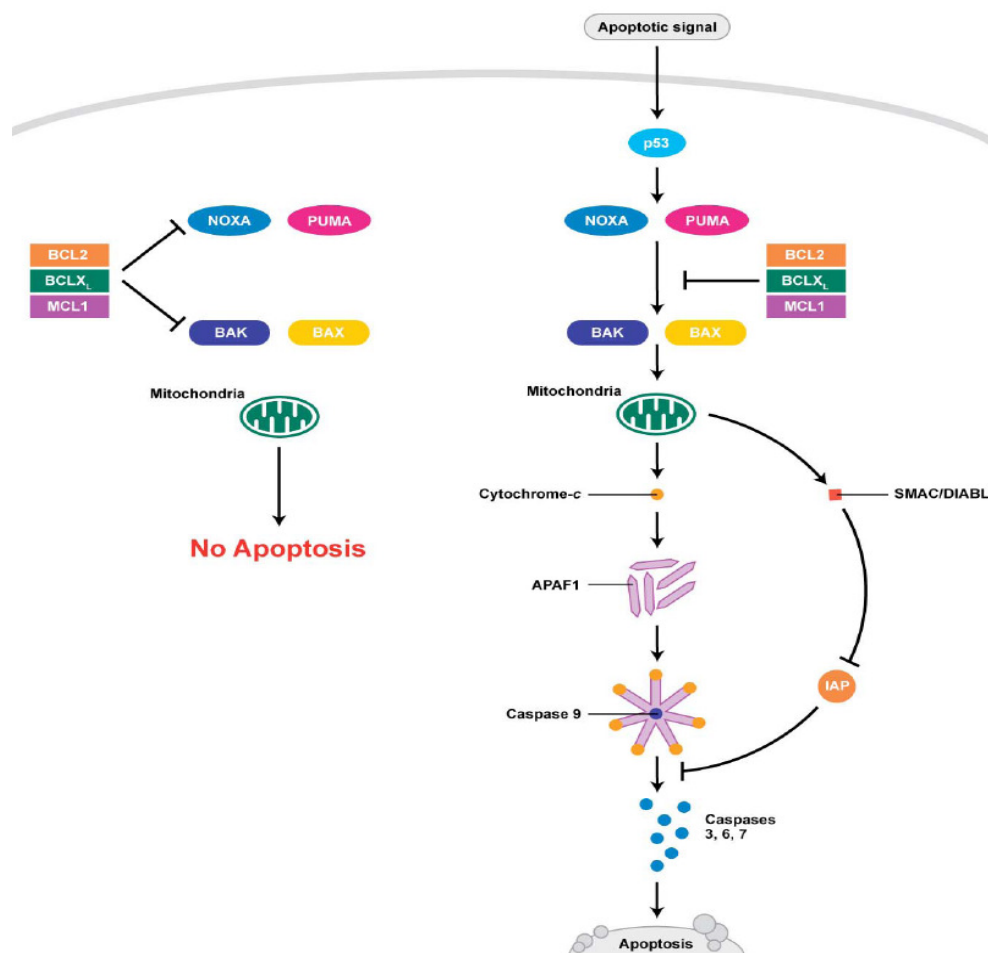 Apoptotic signal
p53
NOXA
PUMA
NOXA
PUMA
BCL2
BCLXL
MCL1
BCL2
BCLXL
MCL1
BAK
BAX
BAK
BAX
Mitochondria
Mitochondria
Cytochrome-c
SMAC/DIABL
No Apoptosis
APAF1
IAP
Caspase 9
Caspases
3, 6, 7
Apoptosis